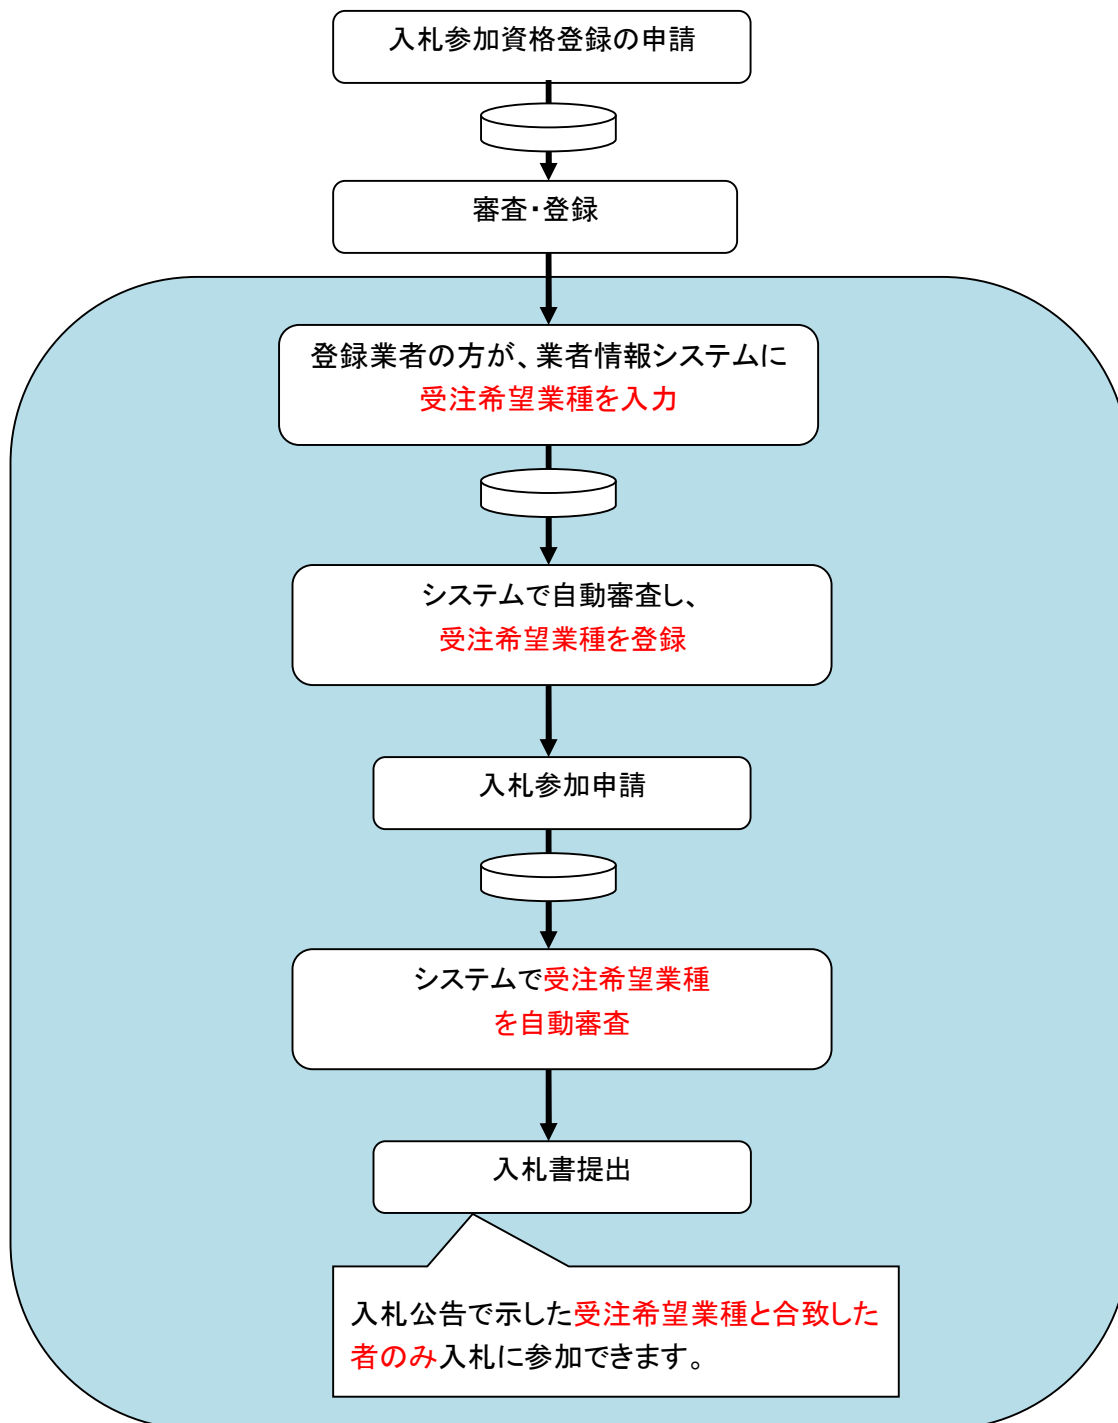 入札参加資格登録の申請
審査・登録
登録業者の方が、業者情報システムに
受注希望業種を入力
システムで自動審査し、
受注希望業種を登録
入札参加申請
システムで受注希望業種
を自動審査
入札書提出
入札公告で示した受注希望業種と合致した
者のみ入札に参加できます。